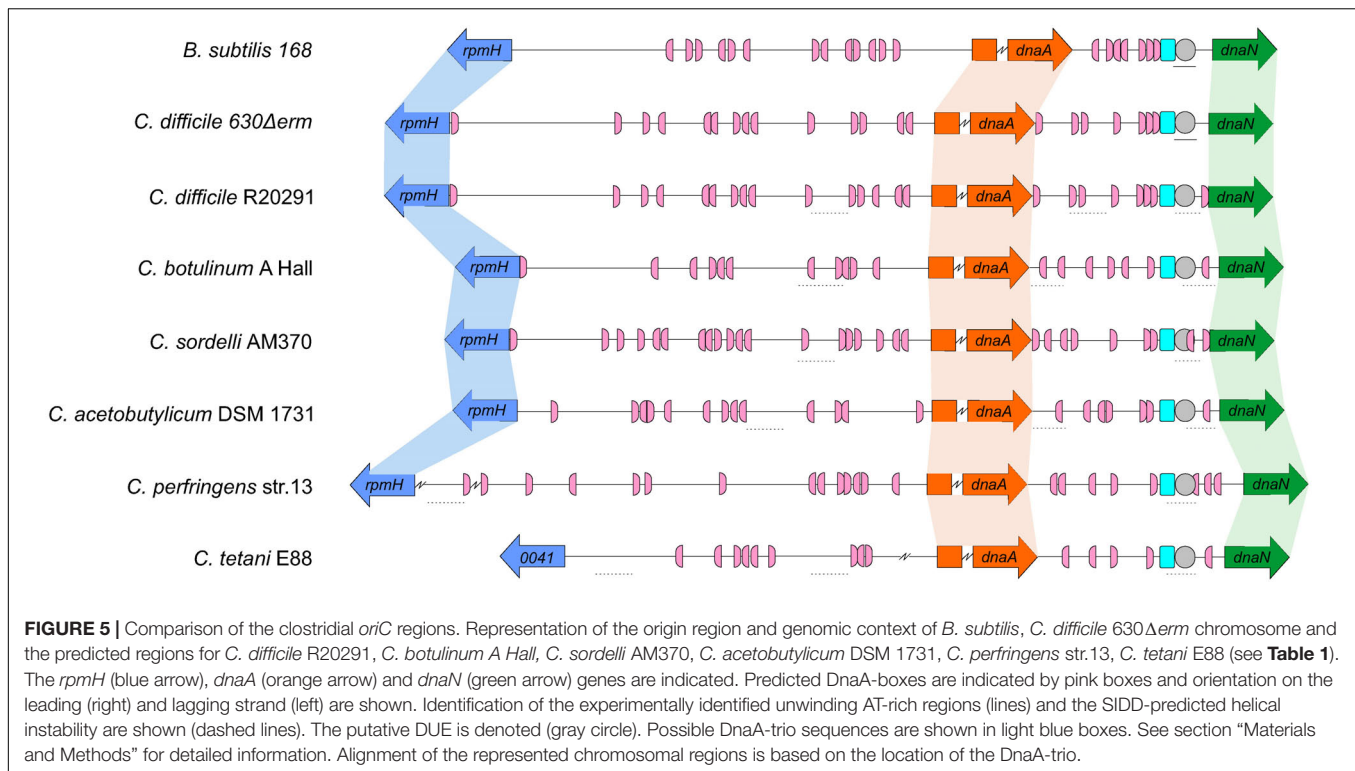 B. subtilis 168 rpmH dnaA dnaN
C. difficile 630Δerm rpmH dnaA dnaN
C. difficile R20291 rpmH dnaA dnaN
C. botulinum A Hall rpmH dnaA dnaN
C. sordelli AM370 rpmH dnaA dnaN
C. acetobutylicum DSM 1731 rpmH dnaA dnaN
C. perfringens str.13 rpmH dnaA dnaN
C. tetani E88 0041 dnaA dnaN
FIGURE 5 | Comparison of the clostridial oriC regions. Representation of the origin region and genomic context of B. subtilis, C. difficile 630Δerm chromosome and
the predicted regions for C. difficile R20291, C. botulinum A Hall, C. sordelli AM370, C. acetobutylicum DSM 1731, C. perfringens str.13, C. tetani E88 (see Table 1).
The rpmH (blue arrow), dnaA (orange arrow) and dnaN (green arrow) genes are indicated. Predicted DnaA-boxes are indicated by pink boxes and orientation on the
leading (right) and lagging strand (left) are shown. Identification of the experimentally identified unwinding AT-rich regions (lines) and the SIDD-predicted helical
instability are shown (dashed lines). The putative DUE is denoted (gray circle). Possible DnaA-trio sequences are shown in light blue boxes. See section “Materials
and Methods” for detailed information. Alignment of the represented chromosomal regions is based on the location of the DnaA-trio.